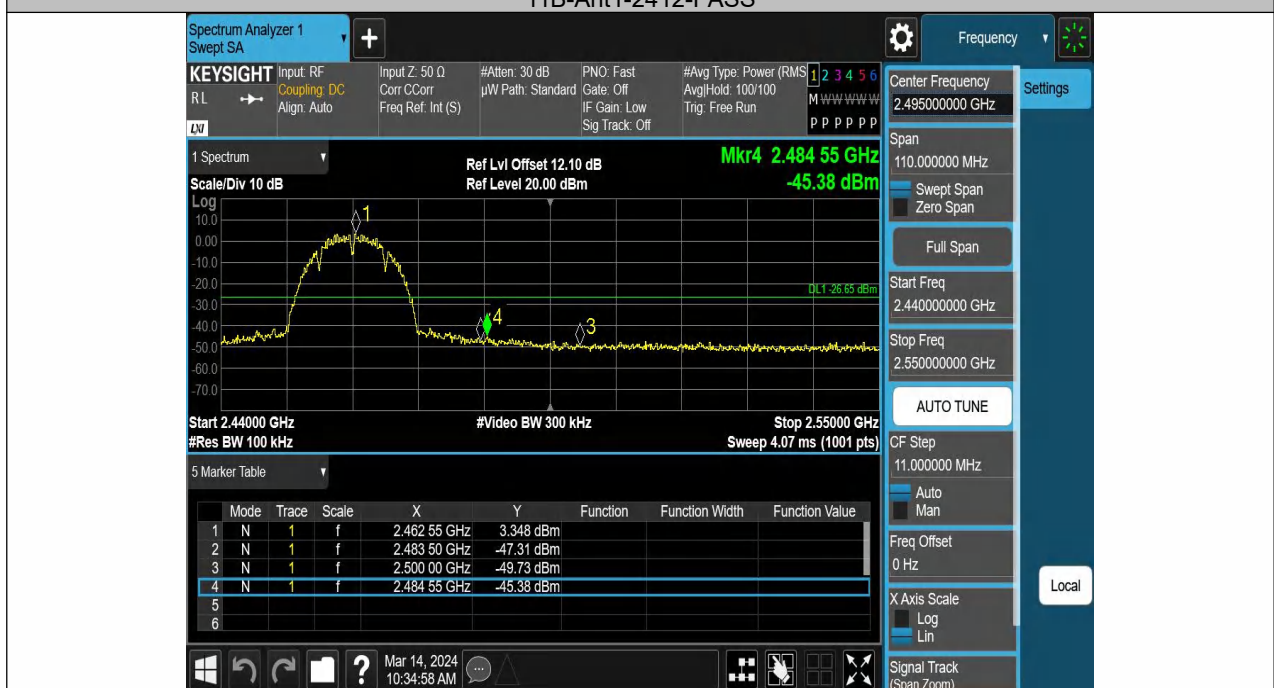 11B-Ant1-2412-PASS
Spectrum Analyzer 1
Swept SA
+
Frequency
KEYSIGHT
RL
LXI
Input: RF
Coupling: DC
Align: Auto
Input Z: 50 Ω
Corr CCorr
Freq Ref: Int (S)
#Atten: 30 dB
µW Path: Standard
PNO: Fast
Gate: Off
IF Gain: Low
Sig Track: Off
#Avg Type: Power (RMS
Avg|Hold: 100/100
Trig: Free Run
1 2 3 4 5 6
M W W W W W
P P P P P P
Center Frequency
2.495000000 GHz
Settings
Span
110.000000 MHz
Swept Span
Zero Span
Full Span
Start Freq
2.440000000 GHz
Stop Freq
2.550000000 GHz
AUTO TUNE
CF Step
11.000000 MHz
Auto
Man
Freq Offset
0 Hz
X Axis Scale
Log
Lin
Signal Track
(Span Zoom)
Local
1 Spectrum
Scale/Div 10 dB
Ref Lvl Offset 12.10 dB
Ref Level 20.00 dBm
Mkr4 2.484 55 GHz
-45.38 dBm
Log
10.0
0.00
-10.0
-20.0
-30.0
-40.0
-50.0
-60.0
-70.0
1
4
3
DL1 -26.65 dBm
Start 2.44000 GHz
#Video BW 300 kHz
Stop 2.55000 GHz
#Res BW 100 kHz
Sweep 4.07 ms (1001 pts)
5 Marker Table
Mode Trace Scale X Y Function Function Width Function Value
1 N 1 f 2.462 55 GHz 3.348 dBm
2 N 1 f 2.483 50 GHz -47.31 dBm
3 N 1 f 2.500 00 GHz -49.73 dBm
4 N 1 f 2.484 55 GHz -45.38 dBm
5
6
?
Mar 14, 2024
10:34:58 AM